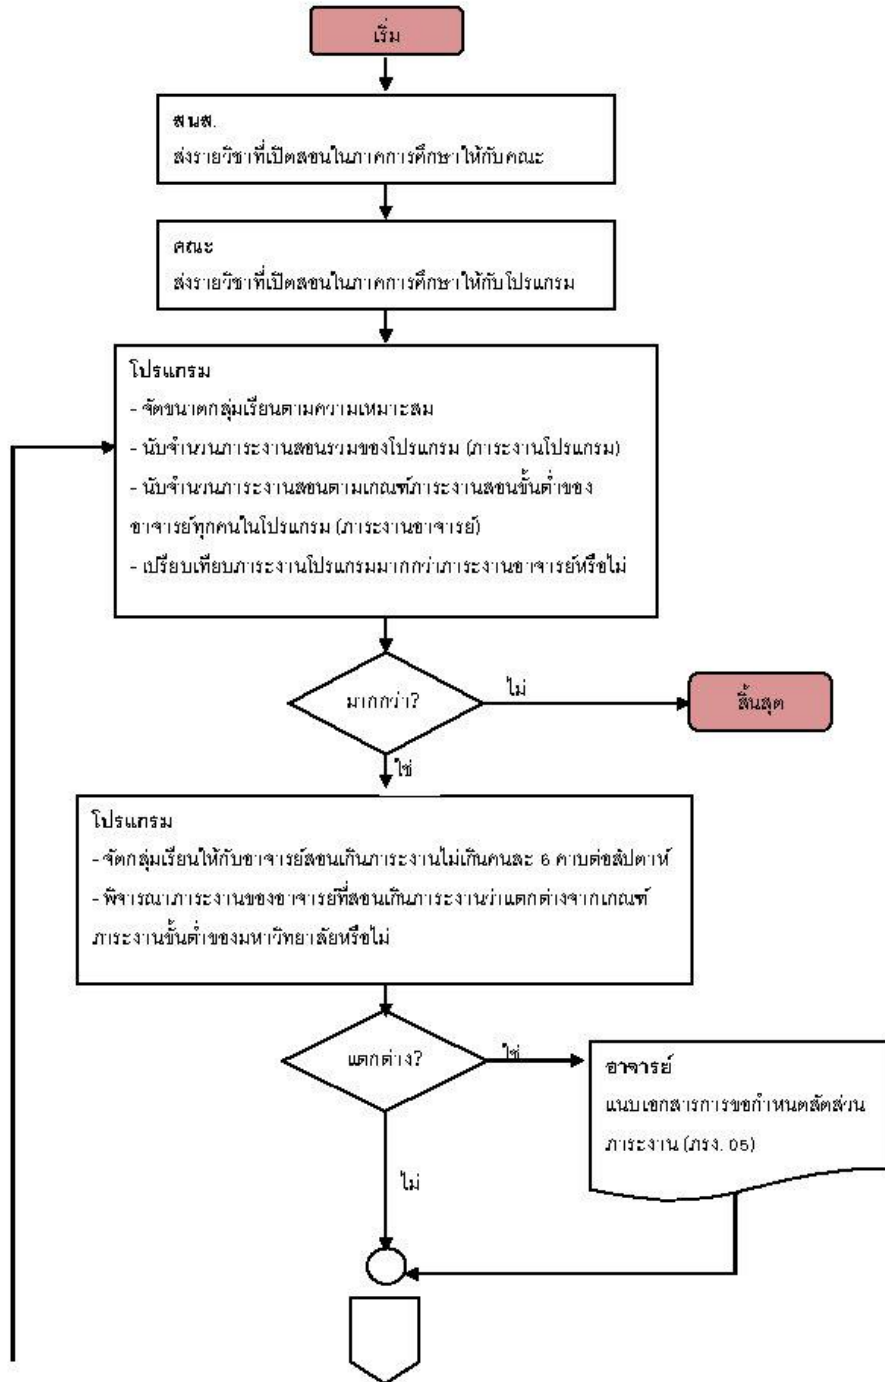 เริ่ม
สนส.
ส่งรายวิชาที่เปิดสอนในภาคการศึกษาให้กับคณะ
คณะ
ส่งรายวิชาที่เปิดสอนในภาคการศึกษาให้กับโปรแกรม
โปรแกรม
- จัดขนาดกลุ่มเรียนตามความเหมาะสม
- นับจำนวนภาระงานสอนรวมของโปรแกรม (ภาระงานโปรแกรม)
- นับจำนวนภาระงานสอนตามเกณฑ์ภาระงานสอนขั้นต่ำของ
อาจารย์ทุกคนในโปรแกรม (ภาระงานอาจารย์)
- เปรียบเทียบภาระงานโปรแกรมมากกว่าภาระงานอาจารย์หรือไม่
มากกว่า?
ไม่
สิ้นสุด
ใช่
โปรแกรม
- จัดกลุ่มเรียนให้กับอาจารย์สอนเกินภาระงานไม่เกินคนละ 6 คาบต่อสัปดาห์
- พิจารณาภาระงานของอาจารย์ที่สอนเกินภาระงานว่าแตกต่างจากเกณฑ์
ภาระงานขั้นต่ำของมหาวิทยาลัยหรือไม่
แตกต่าง?
ใช่
อาจารย์
แนบเอกสารการขอกำหนดสัดส่วน
ภาระงาน (ภรง. 05)
ไม่